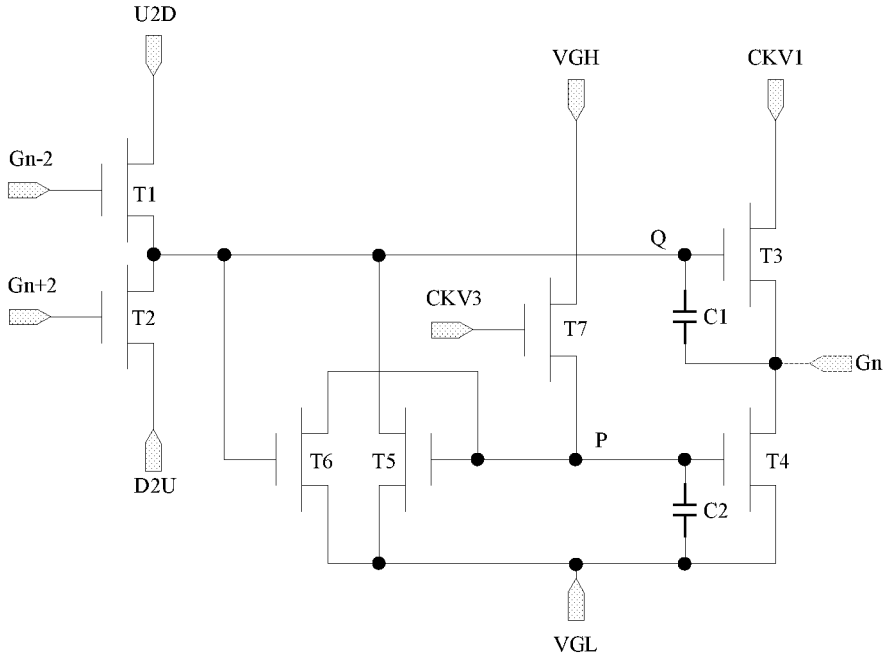 U2D
VGH
CKV1
Gn-2
T1
Q
T3
Gn+2
T2
CKV3
T7
C1
Gn
P
T6
T5
T4
D2U
C2
VGL